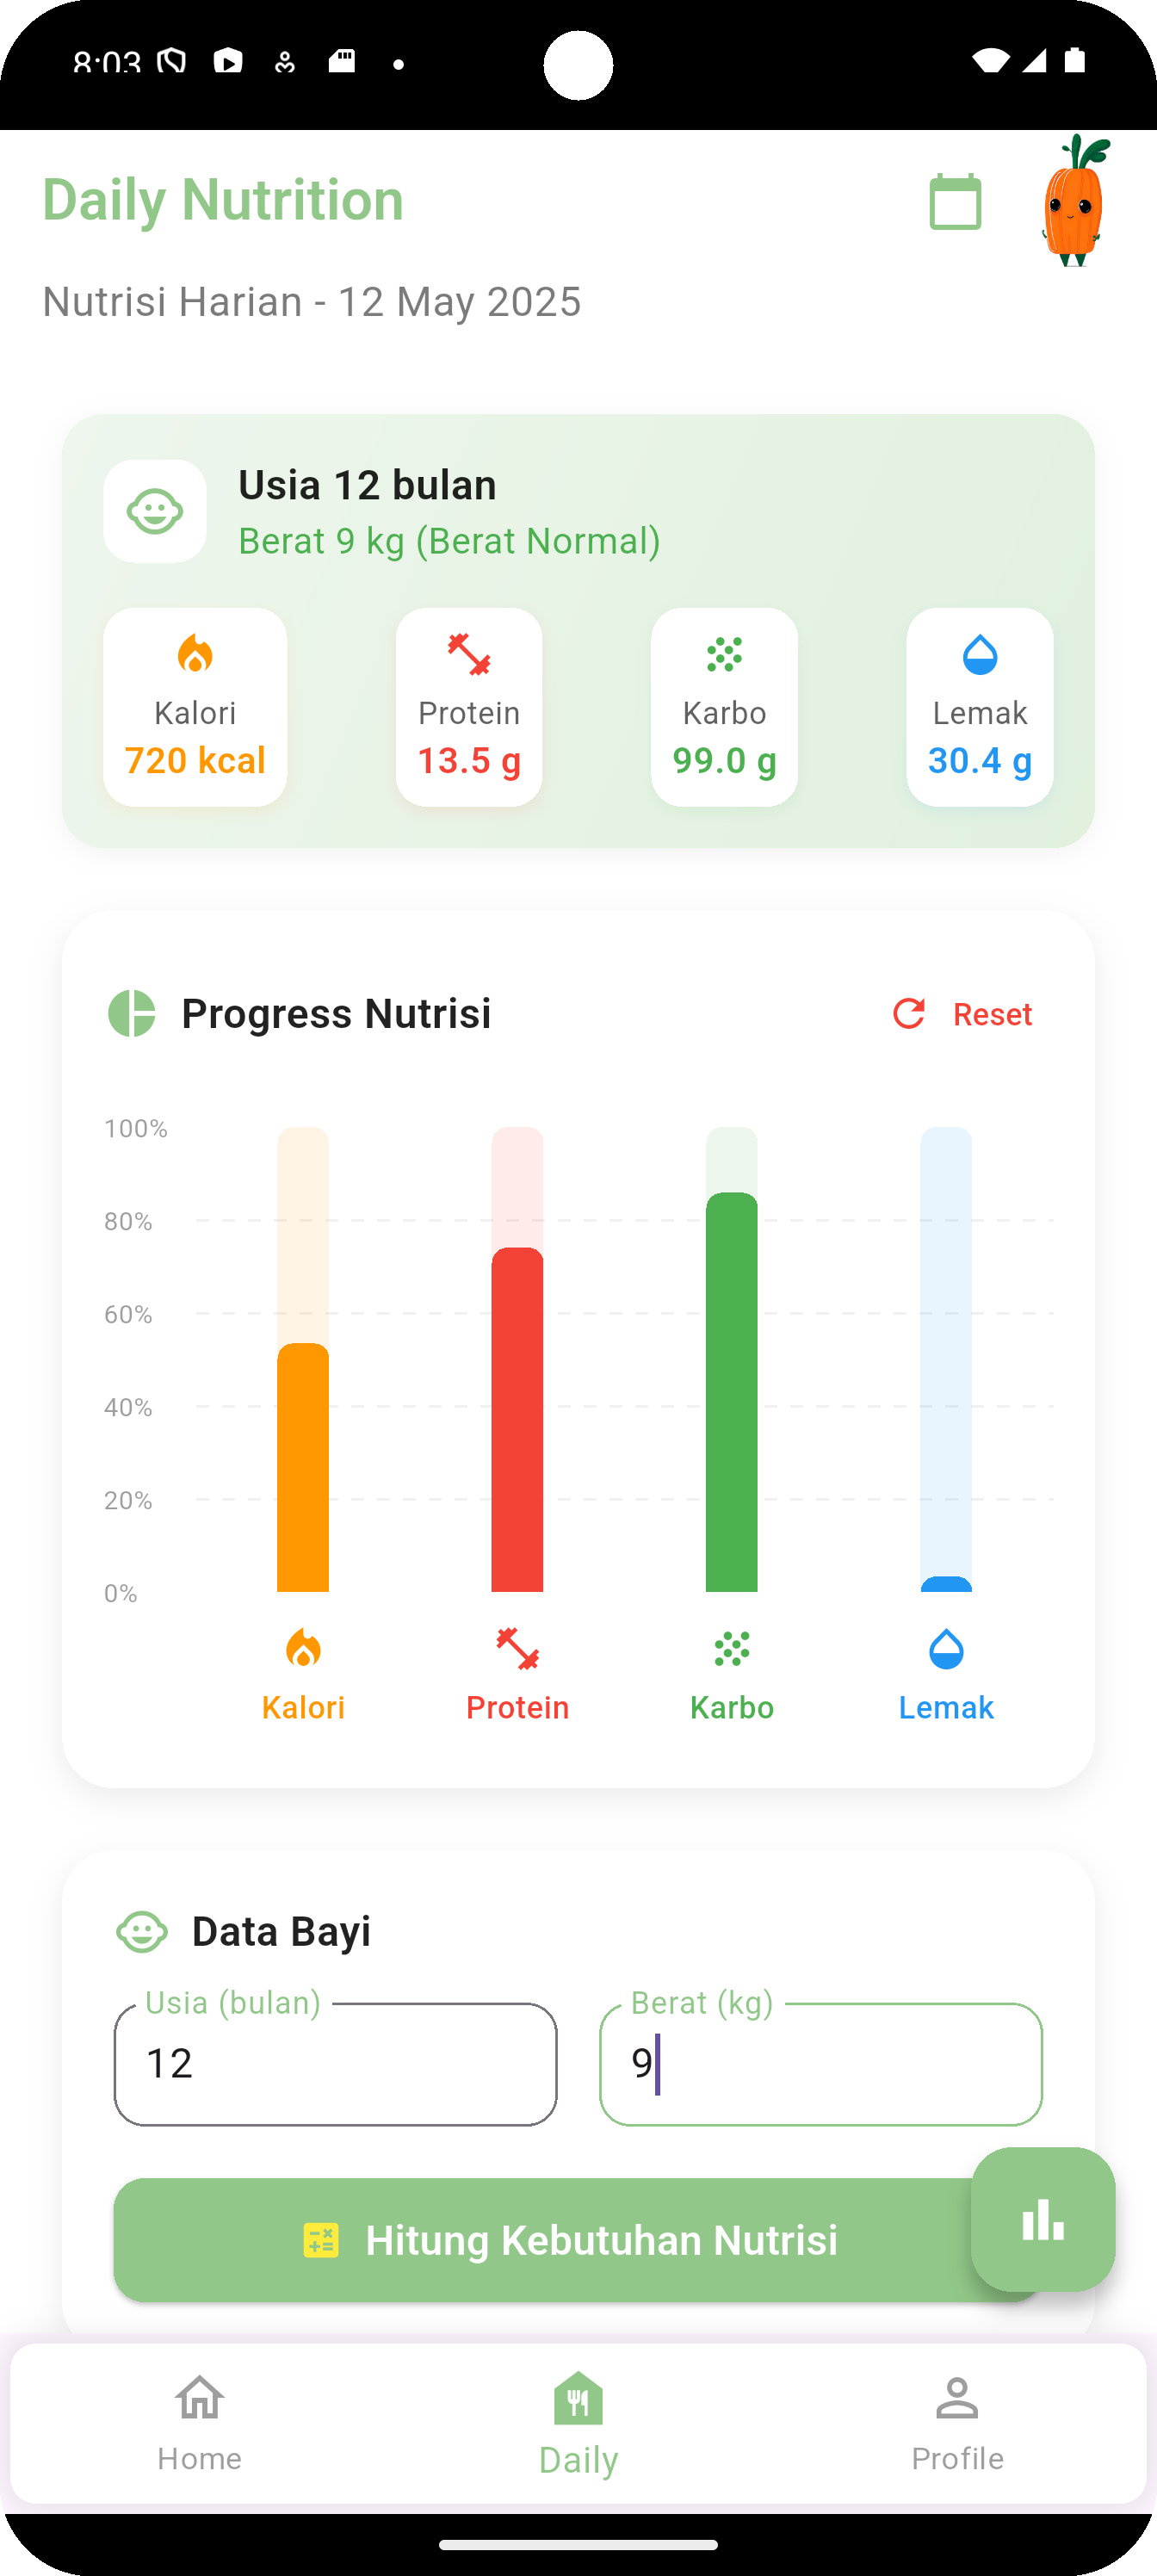 8:03
Daily Nutrition
Nutrisi Harian - 12 May 2025
Usia 12 bulan
Berat 9 kg (Berat Normal)
Kalori
720 kcal
Protein
13.5 g
Karbo
99.0 g
Lemak
30.4 g
Progress Nutrisi
Reset
100%
80%
60%
40%
20%
0%
Kalori
Protein
Karbo
Lemak
Data Bayi
Usia (bulan)
12
Berat (kg)
9
Hitung Kebutuhan Nutrisi
Home
Daily
Profile